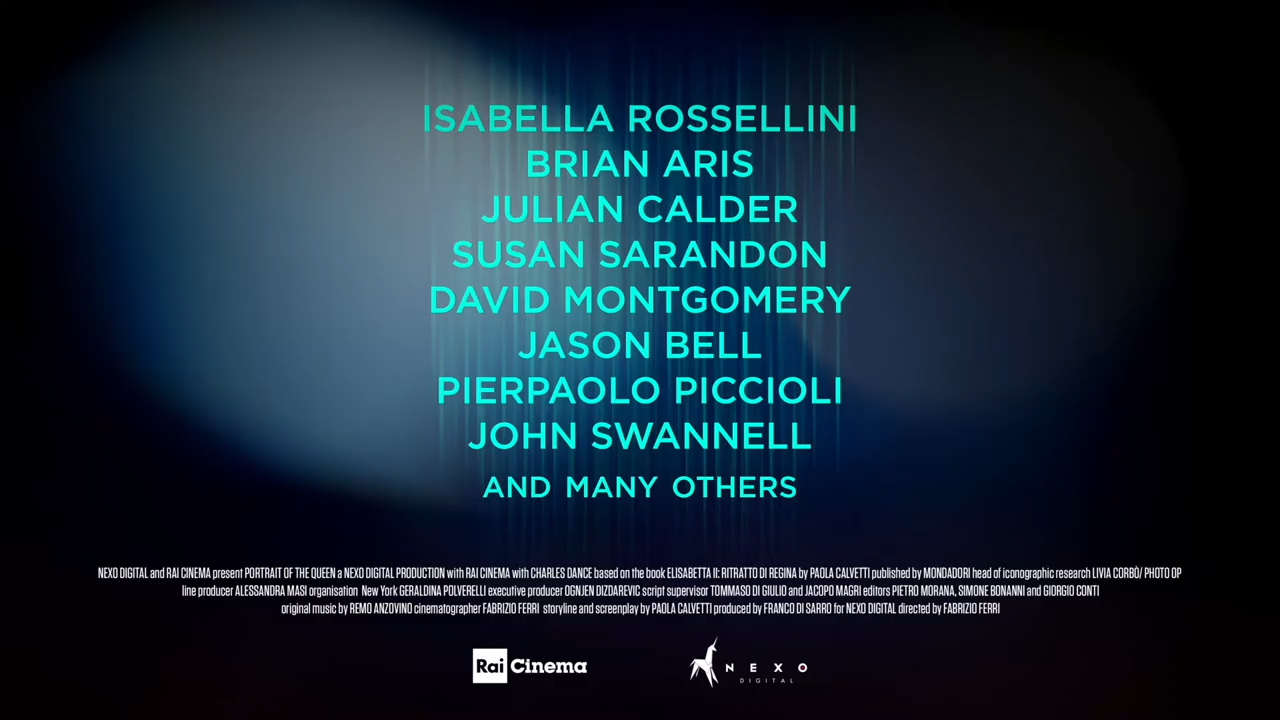 ISABELLA ROSSELLINI
BRIAN ARIS
JULIAN CALDER
SUSAN SARANDON
DAVID MONTGOMERY
JASON BELL
PIERPAOLO PICCIOLI
JOHN SWANNELL
AND MANY OTHERS
NEXO DIGITAL and RAI CINEMA present PORTRAIT OF THE QUEEN a NEXO DIGITAL PRODUCTION with RAI CINEMA with CHARLES DANCE based on the book ELISABETTA II: RITRATTO DI REGINA by PAOLA CALVETTI published by MONDADORI head of iconographic research LIVIA CORBÒ/ PHOTO OP
line producer ALESSANDRA MASI organisation New York GERALDINA POLVERELLI executive producer OGNJEN DIZDAREVIC script supervisor TOMMASO DI GIULIO and JACOPO MAGRI editors PIETRO MORANA, SIMONE BONANNI and GIORGIO CONTI
original music by REMO ANZOVINO cinematographer FABRIZIO FERRI storyline and screenplay by PAOLA CALVETTI produced by FRANCO DI SARRO for NEXO DIGITAL directed by FABRIZIO FERRI
Rai Cinema
NEXO
DIGITAL